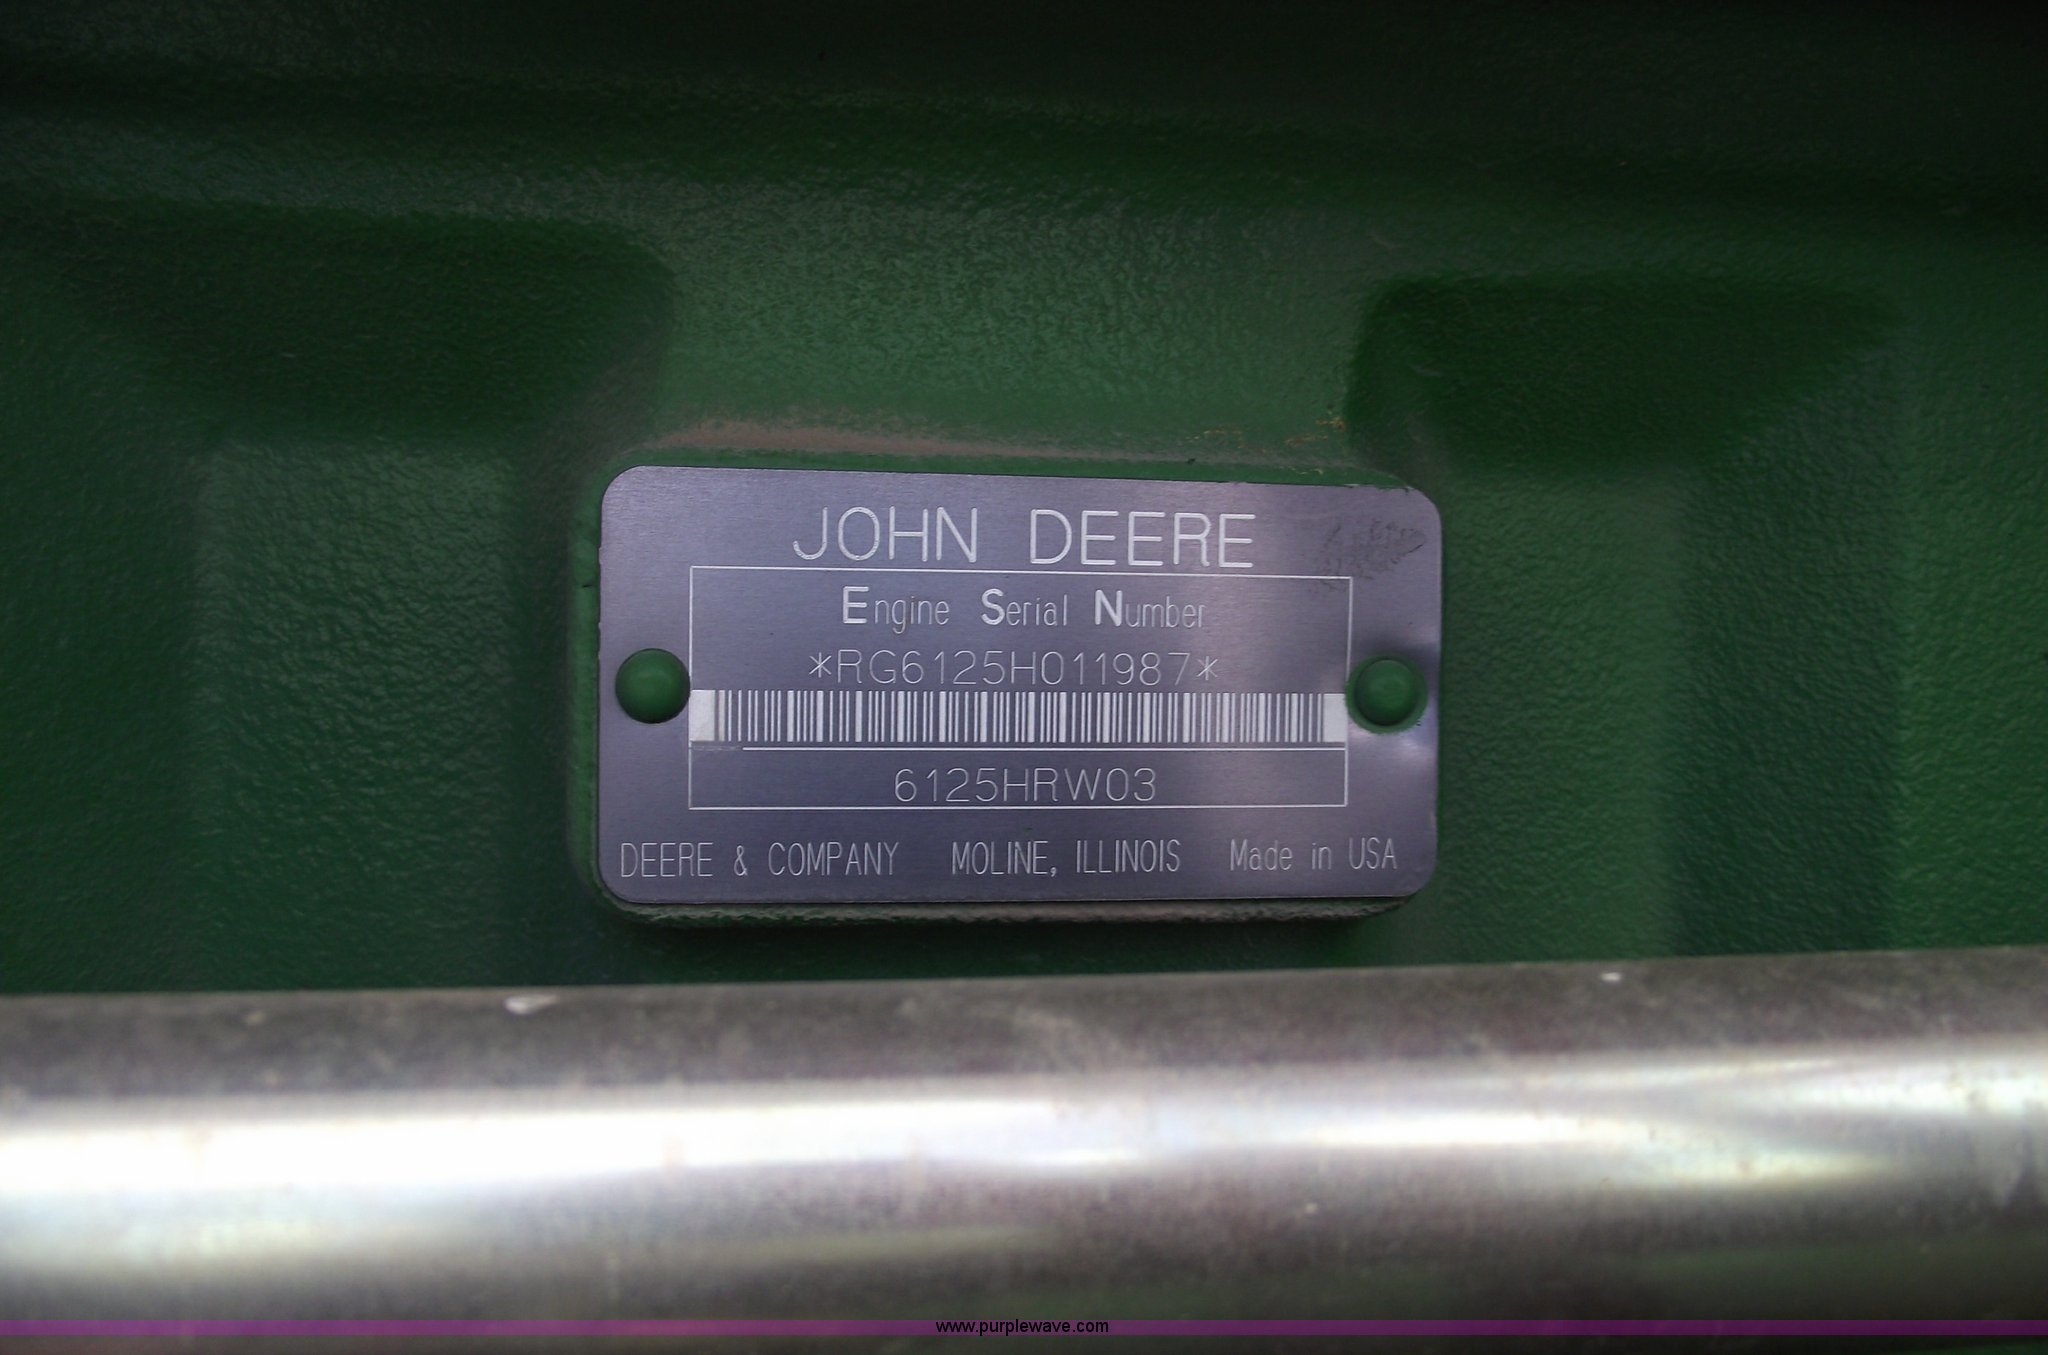 JOHN DEERE
Engine Serial Number
*RG6125H011987*
6125HRW03
DEERE & COMPANY MOLINE, ILLINOIS Made in USA
www.purplewave.com